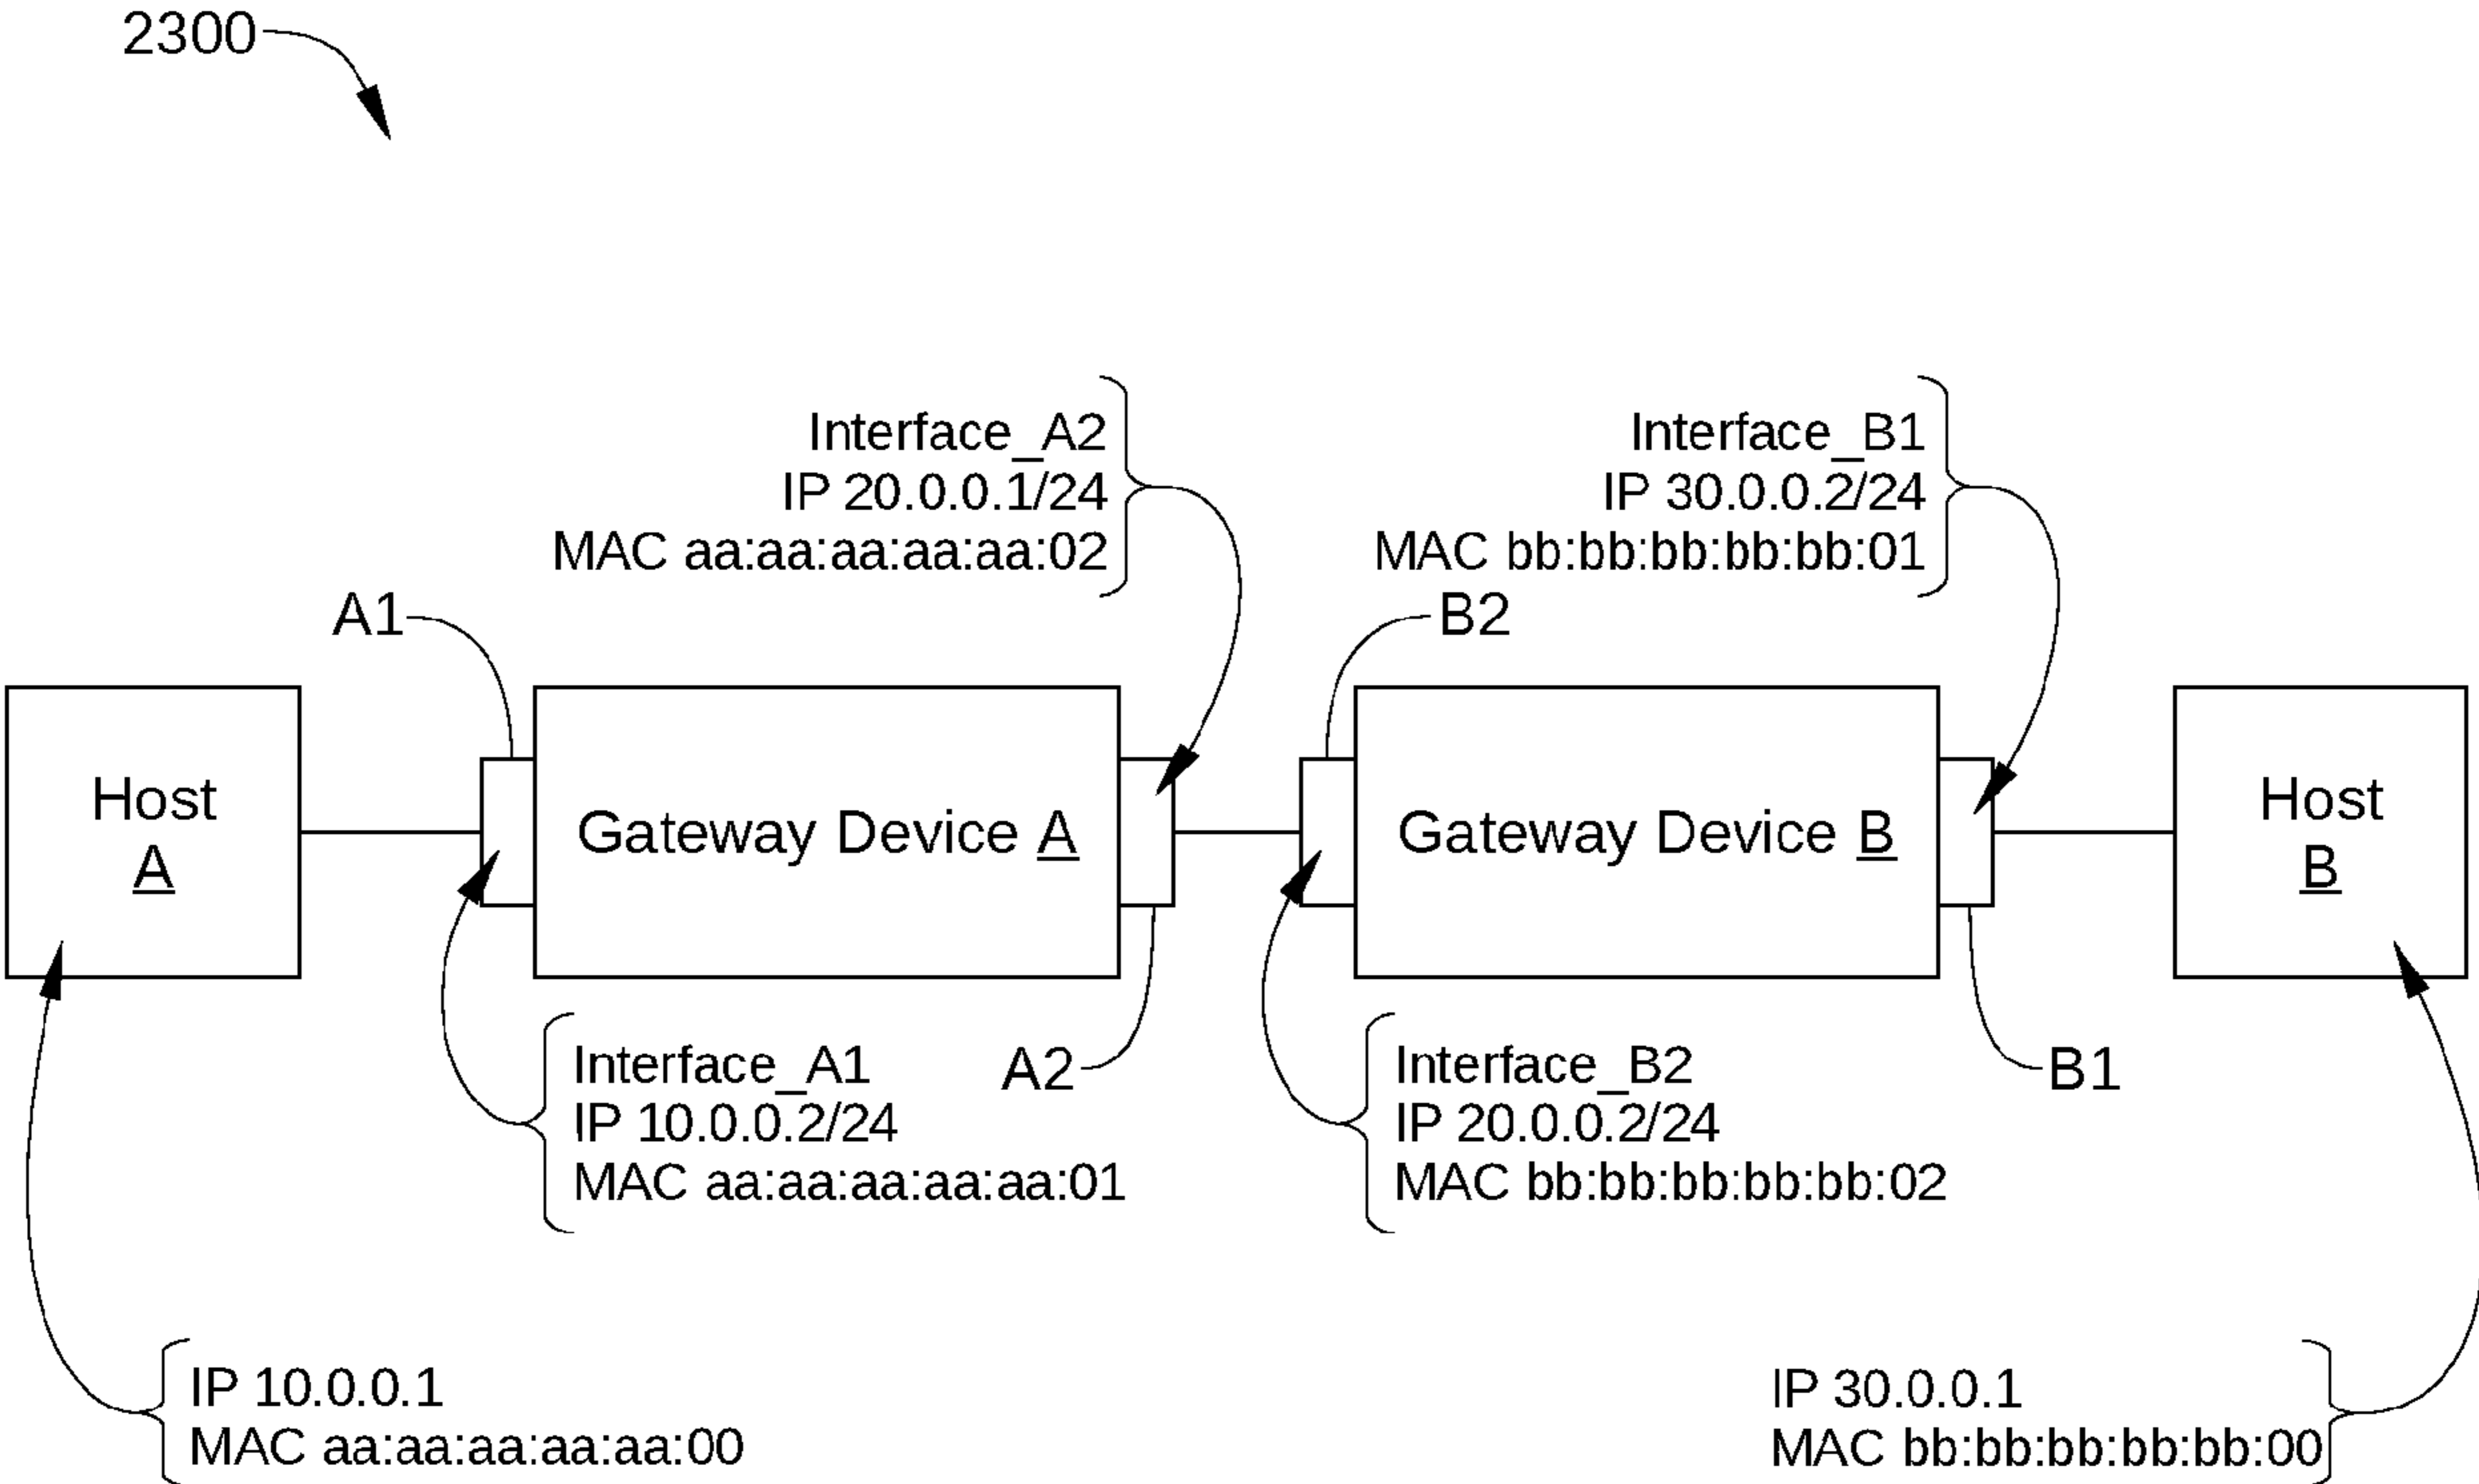 2300
Interface_A2
IP 20.0.0.1/24
MAC aa:aa:aa:aa:aa:02
Interface_B1
IP 30.0.0.2/24
MAC bb:bb:bb:bb:bb:01
A1
B2
Host
A
Gateway Device A
Gateway Device B
Host
B
Interface_A1
IP 10.0.0.2/24
MAC aa:aa:aa:aa:aa:01
A2
Interface_B2
IP 20.0.0.2/24
MAC bb:bb:bb:bb:bb:02
B1
IP 10.0.0.1
MAC aa:aa:aa:aa:aa:00
IP 30.0.0.1
MAC bb:bb:bb:bb:bb:00